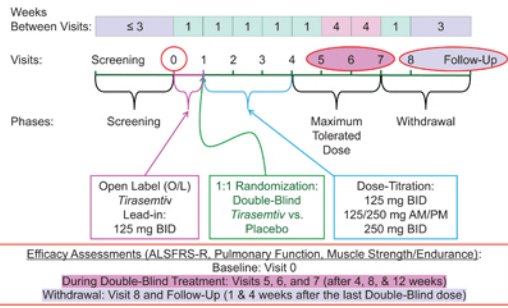 Weeks
Between Visits: ≤ 3 1 1 1 1 1 4 4 1 3
Visits: Screening 0 1 2 3 4 5 6 7 8 Follow-Up
Phases: Screening Maximum Tolerated Dose Withdrawal
Open Label (O/L)
Tirasemtiv
Lead-in:
125 mg BID
1:1 Randomization:
Double-Blind
Tirasemtiv vs.
Placebo
Dose-Titration:
125 mg BID
125/250 mg AM/PM
250 mg BID
Efficacy Assessments (ALSFRS-R, Pulmonary Function, Muscle Strength/Endurance):
Baseline: Visit 0
During Double-Blind Treatment: Visits 5, 6, and 7 (after 4, 8, & 12 weeks)
Withdrawal: Visit 8 and Follow-Up (1 & 4 weeks after the last Double-Blind dose)